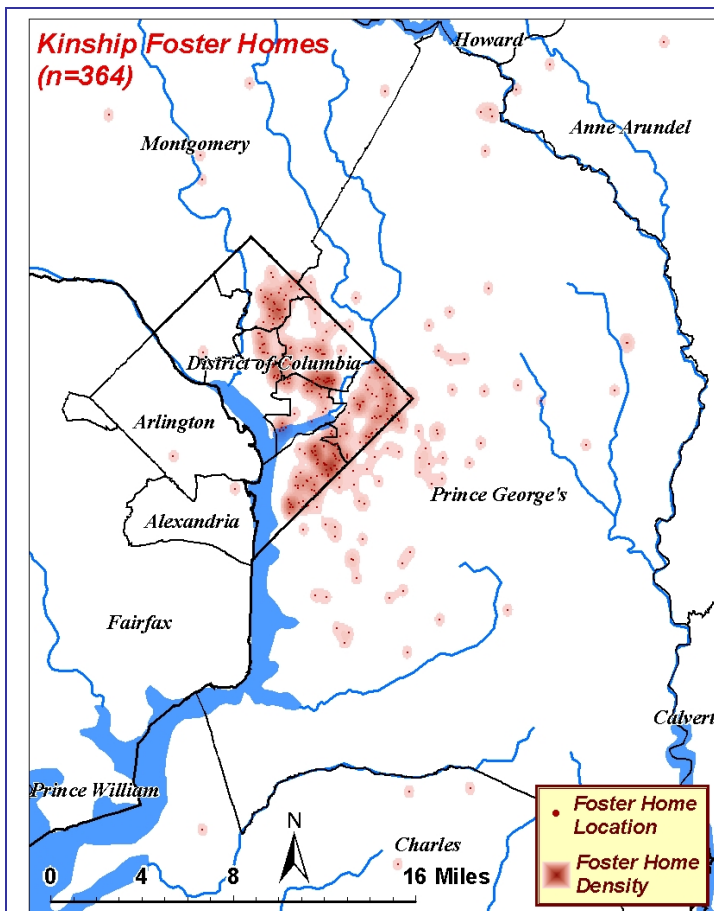 Kinship Foster Homes
(n=364)
Howard
Anne Arundel
Montgomery
District of Columbia
Arlington
Prince George's
Alexandria
Fairfax
Calvert
Prince William
Charles
N
0 4 8 16 Miles
Foster Home
Location
Foster Home
Density